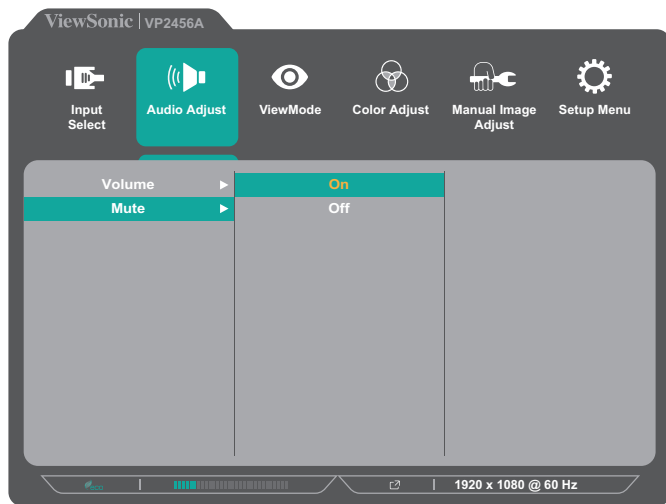 ViewSonic | VP2456A
Input Select
Audio Adjust
ViewMode
Color Adjust
Manual Image Adjust
Setup Menu
Volume
On
Mute
Off
1920 x 1080 @ 60 Hz